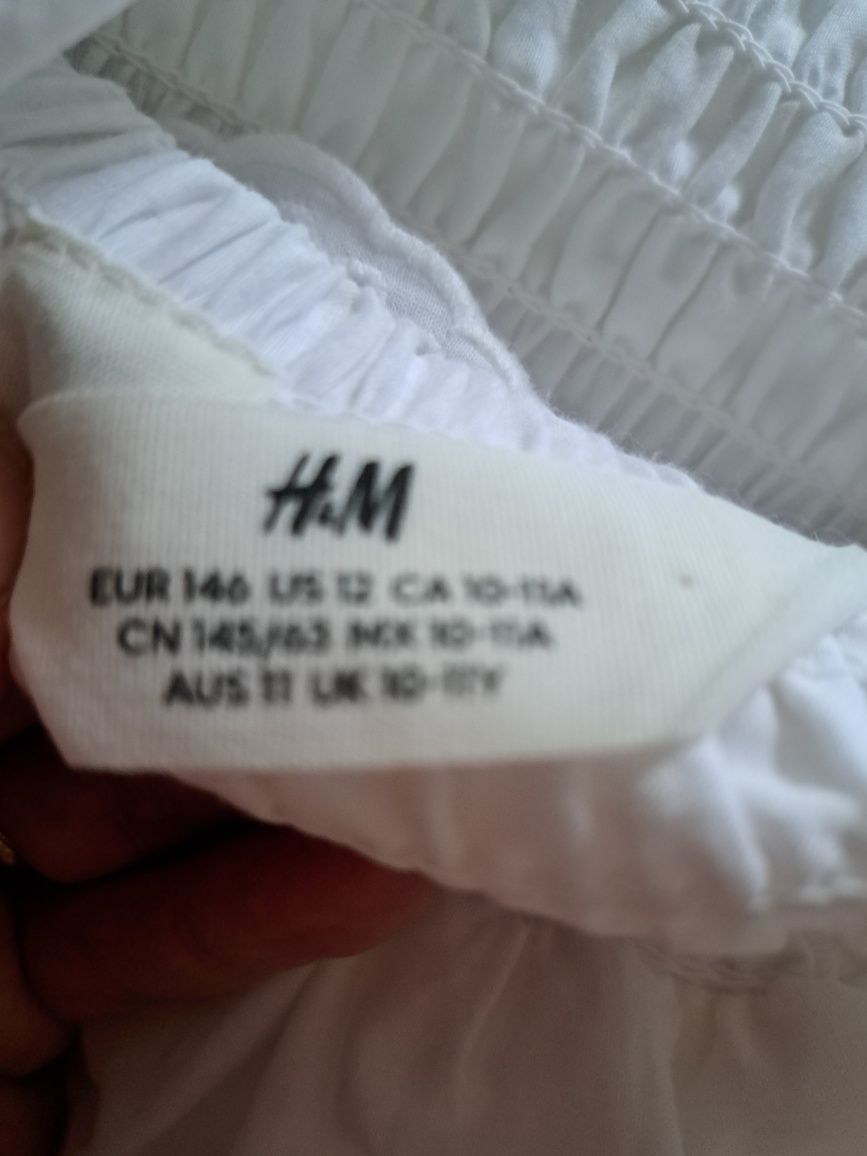 H&M
EUR 146 US 12 CA 10-11A
CN 145/63 MX 10-11A
AUS 11 UK 10-11Y